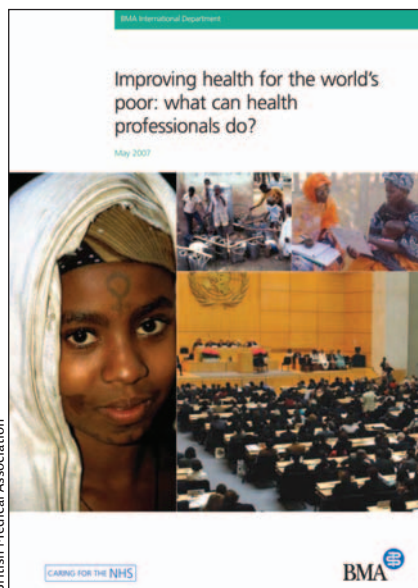 BMA International Department
Improving health for the world's
poor: what can health
professionals do?
May 2007
British Medical Association
CARING FOR THE NHS
BMA